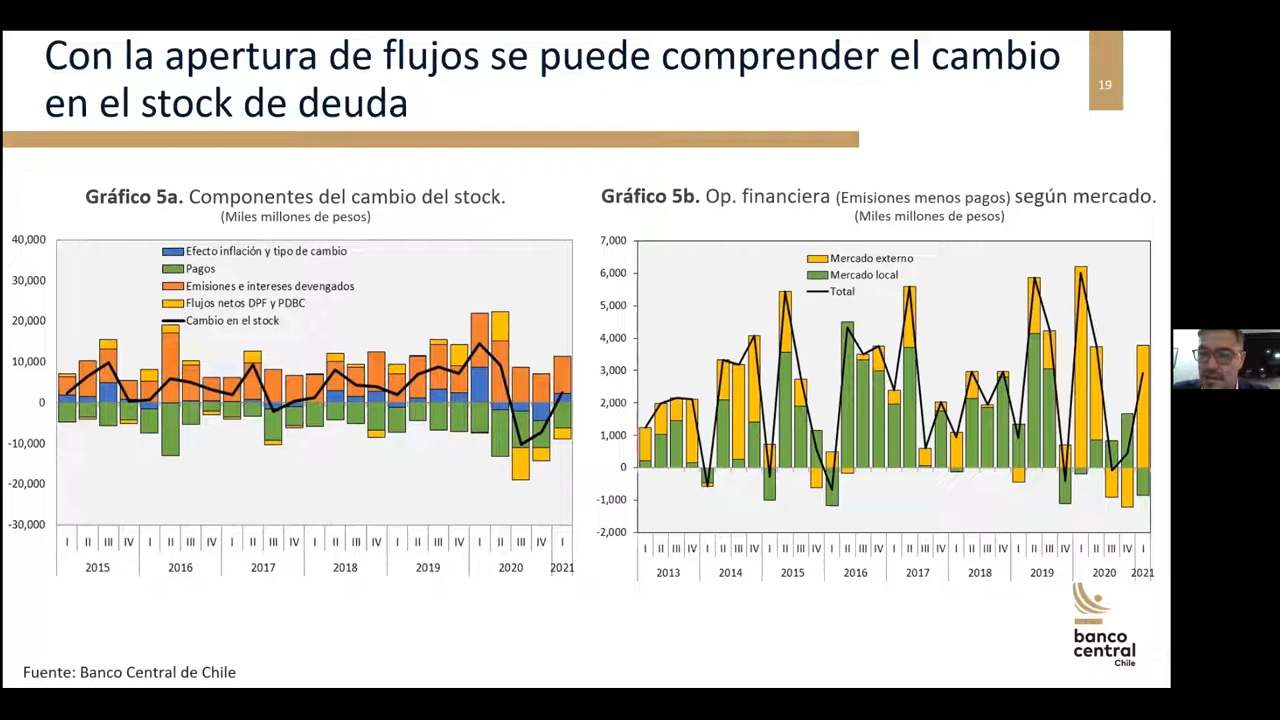 Con la apertura de flujos se puede comprender el cambio
en el stock de deuda
19
Gráfico 5a. Componentes del cambio del stock.
(Miles millones de pesos)
40,000
30,000
20,000
10,000
0
-10,000
-20,000
-30,000
Efecto inflación y tipo de cambio
Pagos
Emisiones e intereses devengados
Flujos netos DPF y PDBC
Cambio en el stock
I II III IV I II III IV I II III IV I II III IV I II III IV I II III IV I
2015 2016 2017 2018 2019 2020 2021
Gráfico 5b. Op. financiera (Emisiones menos pagos) según mercado.
(Miles millones de pesos)
7,000
6,000
5,000
4,000
3,000
2,000
1,000
0
-1,000
-2,000
Mercado externo
Mercado local
Total
I II III IV I II III IV I II III IV I II III IV I II III IV I II III IV I II III IV I II III IV I
2013 2014 2015 2016 2017 2018 2019 2020 2021
banco
central
Chile
Fuente: Banco Central de Chile